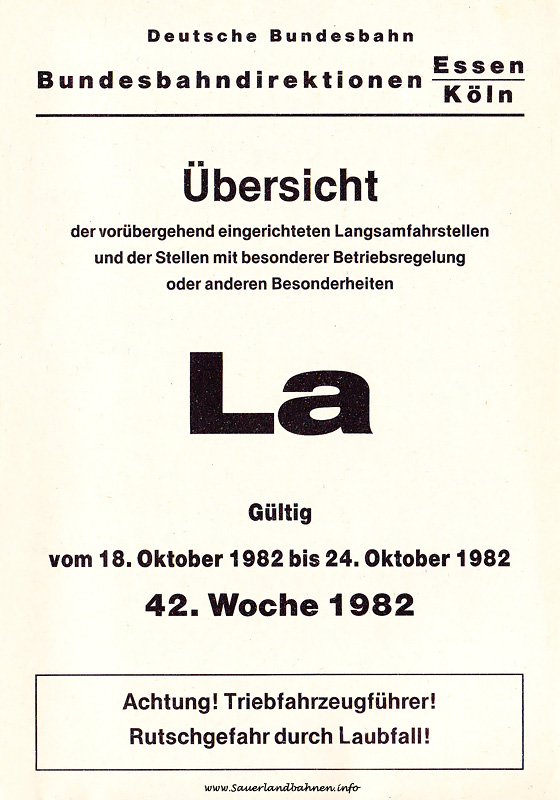 Deutsche Bundesbahn
Bundesbahndirektionen Essen
Köln
Übersicht
der vorübergehend eingerichteten Langsamfahrstellen
und der Stellen mit besonderer Betriebsregelung
oder anderen Besonderheiten
La
Gültig
vom 18. Oktober 1982 bis 24. Oktober 1982
42. Woche 1982
Achtung! Triebfahrzeugführer!
Rutschgefahr durch Laubfall!
www.Sauerlandbahnen.info